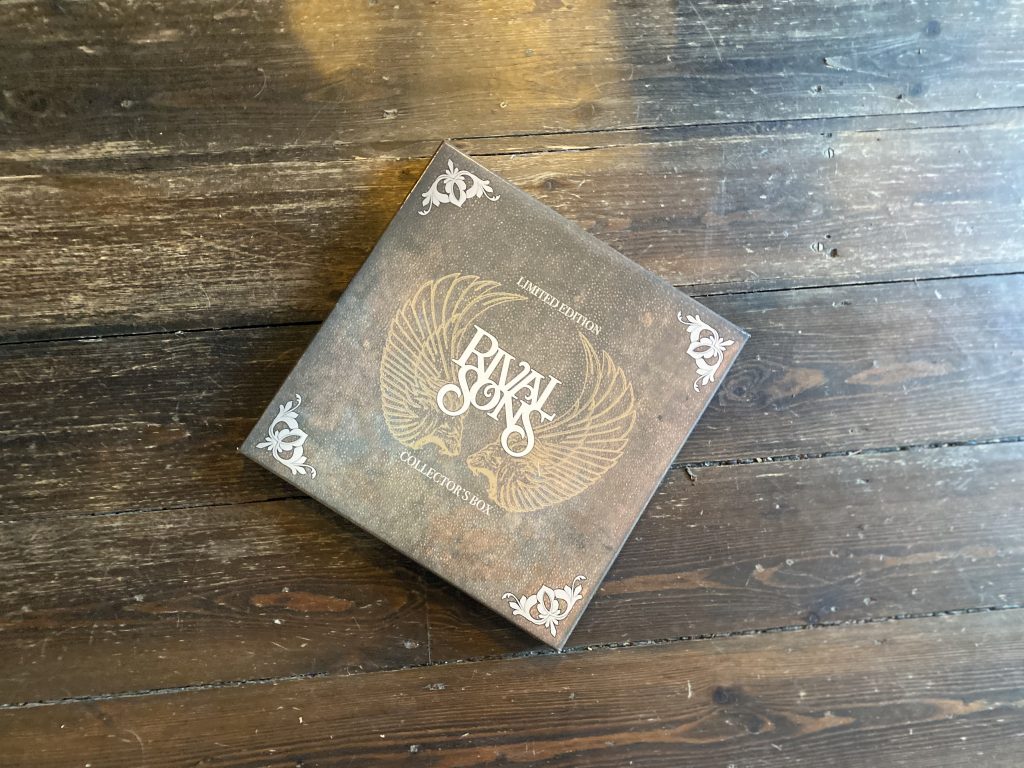 LIMITED EDITION
RIVAL
SONS
COLLECTOR'S BOX